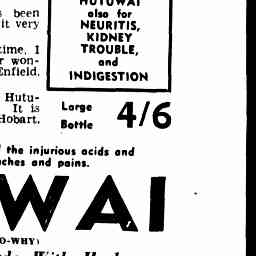 HUTUWAI
also for
NEURITIS,
KIDNEY
TROUBLE,
and
INDIGESTION
been
it very
time. I
won-
Enfield.
Hutu-
It is
Hobart.
Large
Bottle
4/6
the injurious acids and
ches and pains.
WAI
O-WHY)